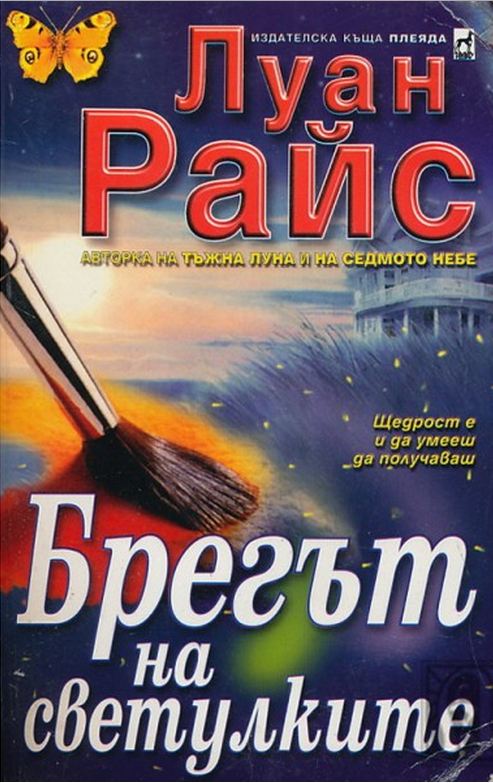 ИЗДАТЕЛСКА КЪЩА ПЛЕЯДА
Луан
Райс
АВТОРКА НА ТЪЖНА ЛУНА И НА СЕДМОТО НЕБЕ
Щедрост е
и да умееш
да получаваш
Брегът
на
светулките